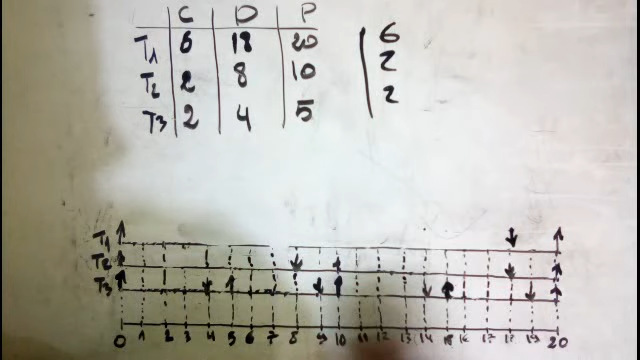 C D P
T1 6 18 20 6
T2 2 8 10 2
T3 2 4 5 2
T1
T2
T3
0 1 2 3 4 5 6 7 8 9 10 11 12 13 14 15 16 17 18 19 20